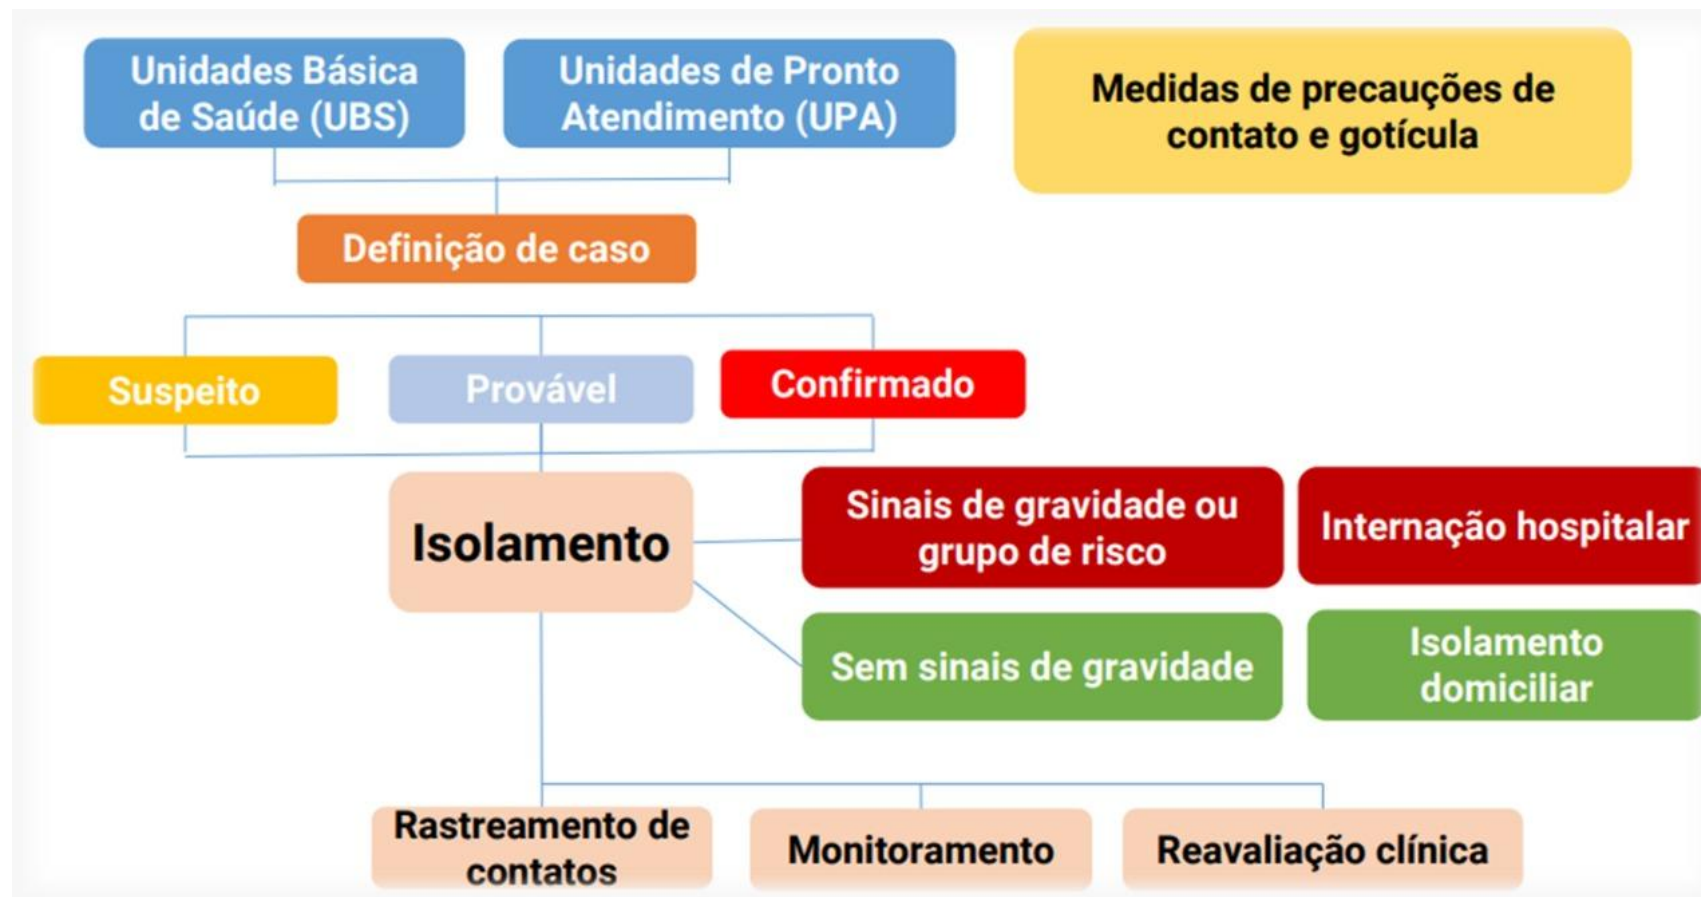 Unidades Básica
de Saúde (UBS)
Unidades de Pronto
Atendimento (UPA)
Medidas de precauções de
contato e gotícula
Definição de caso
Suspeito
Provável
Confirmado
Isolamento
Sinais de gravidade ou
grupo de risco
Internação hospitalar
Sem sinais de gravidade
Isolamento
domiciliar
Rastreamento de
contatos
Monitoramento
Reavaliação clínica